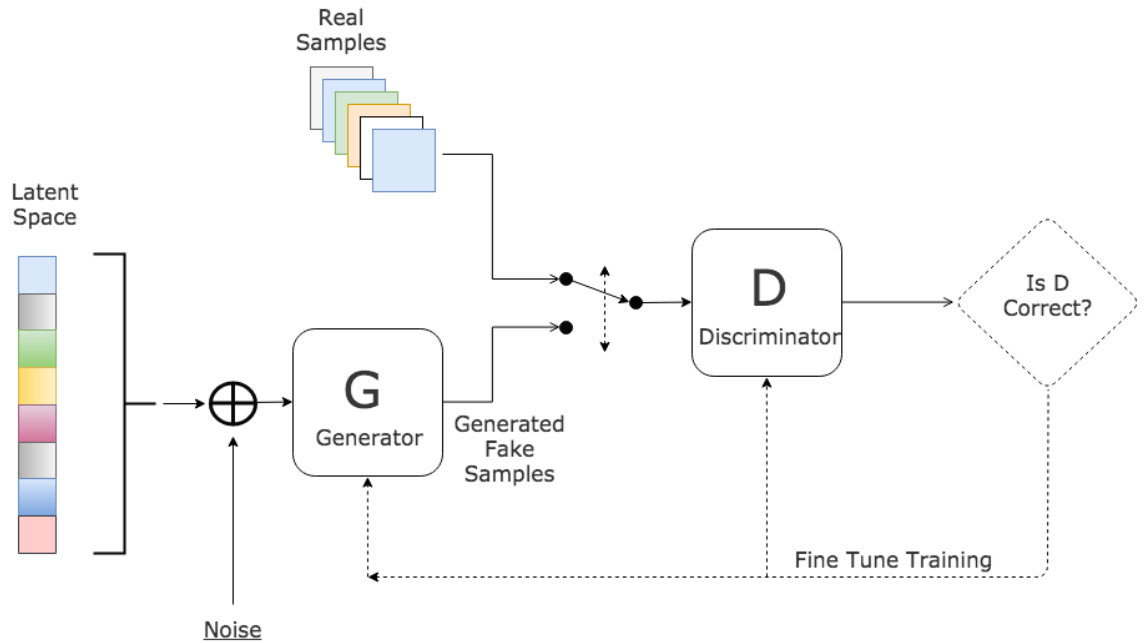 Real
Samples
Latent
Space
D
Discriminator
Is D
Correct?
G
Generator
Generated
Fake
Samples
Fine Tune Training
Noise